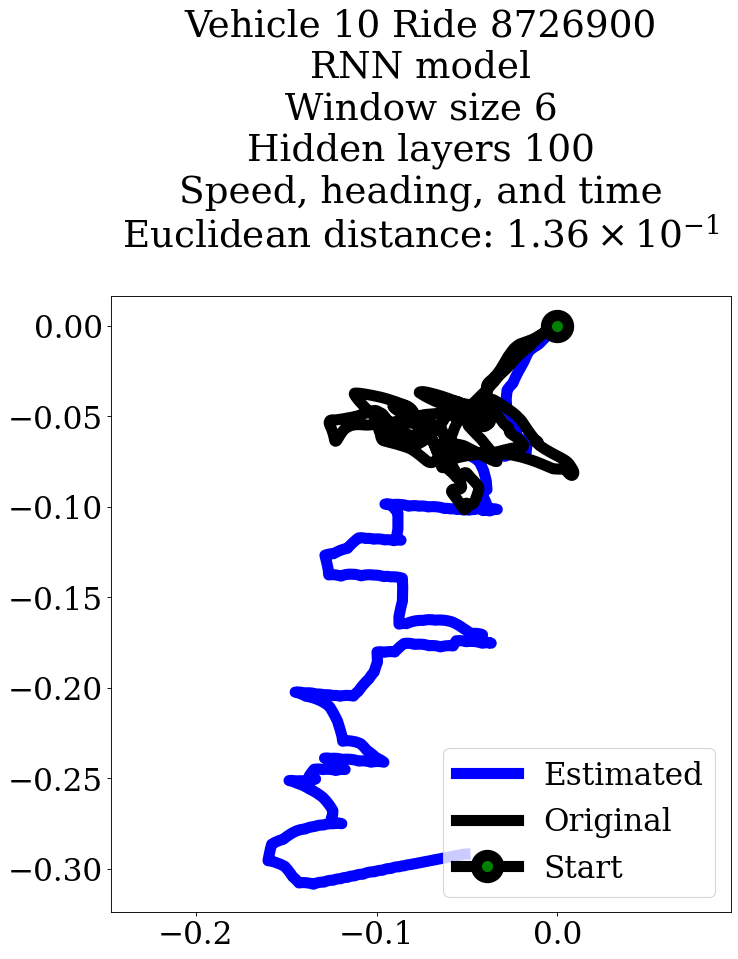 Vehicle 10 Ride 8726900
RNN model
Window size 6
Hidden layers 100
Speed, heading, and time
Euclidean distance: 1.36 × 10⁻¹
0.00
−0.05
−0.10
−0.15
−0.20
−0.25
−0.30
Estimated
Original
Start
−0.2
−0.1
0.0